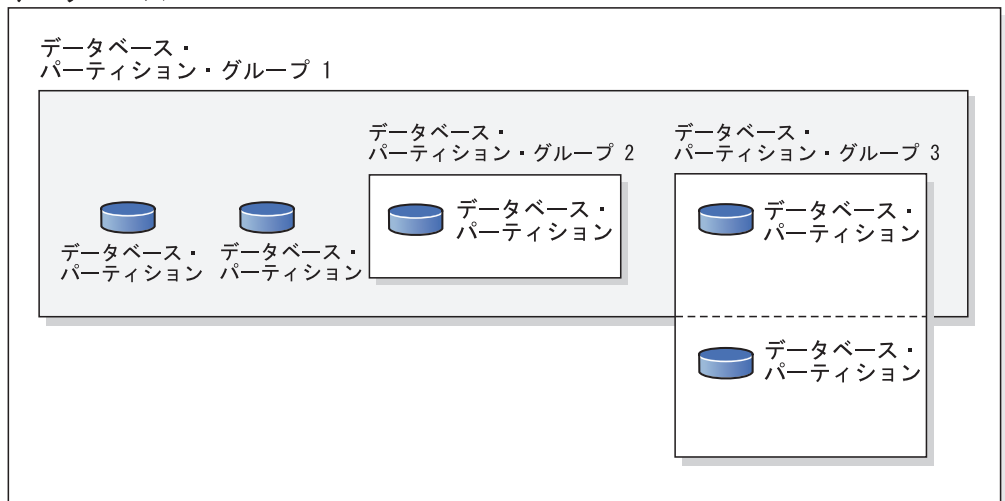 データベース・
パーティション・グループ 1
データベース・
パーティション・グループ 2
データベース・
パーティション・グループ 3
データベース・
パーティション
データベース・
パーティション
データベース・
パーティション
データベース・
パーティション
データベース・
パーティション